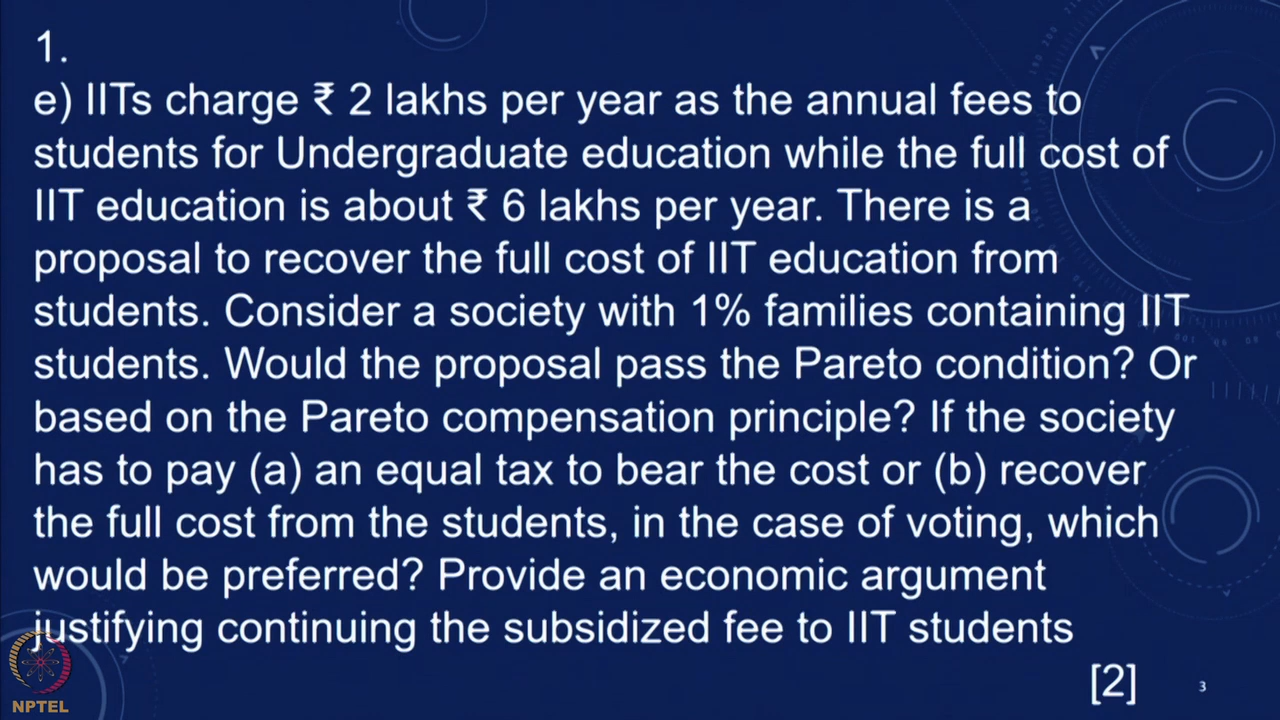 1.
e) IITs charge ₹ 2 lakhs per year as the annual fees to
students for Undergraduate education while the full cost of
IIT education is about ₹ 6 lakhs per year. There is a
proposal to recover the full cost of IIT education from
students. Consider a society with 1% families containing IIT
students. Would the proposal pass the Pareto condition? Or
based on the Pareto compensation principle? If the society
has to pay (a) an equal tax to bear the cost or (b) recover
the full cost from the students, in the case of voting, which
would be preferred? Provide an economic argument
justifying continuing the subsidized fee to IIT students
[2]
3
NPTEL